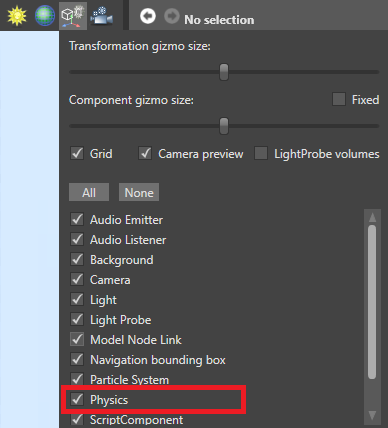 No selection
Transformation gizmo size:
Component gizmo size: Fixed
Grid Camera preview LightProbe volumes
All None
Audio Emitter
Audio Listener
Background
Camera
Light
Light Probe
Model Node Link
Navigation bounding box
Particle System
Physics
ScriptComponent